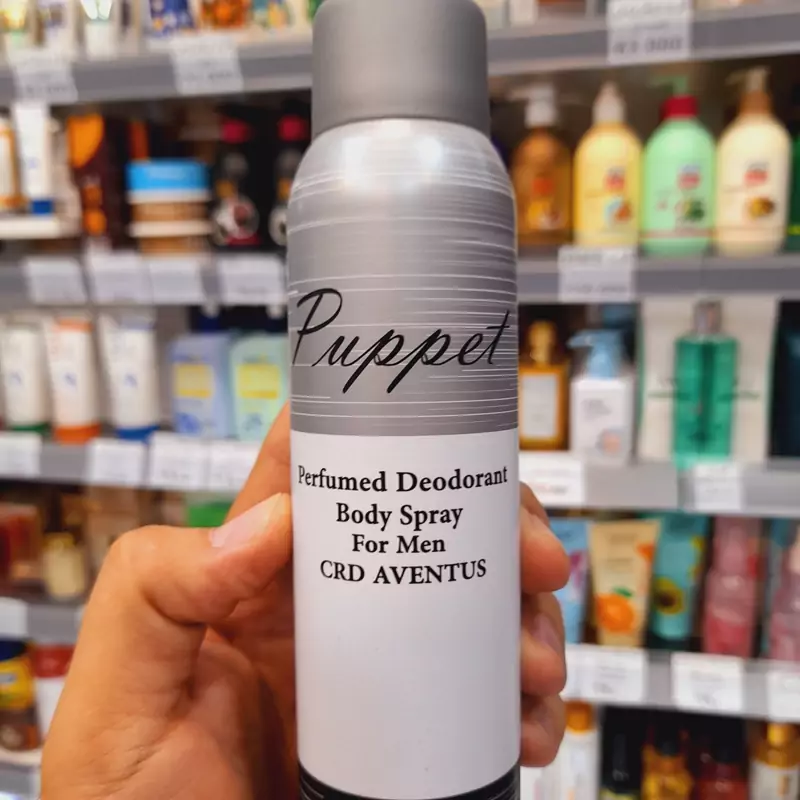 Puppet
Perfumed Deodorant
Body Spray
For Men
CRD AVENTUS